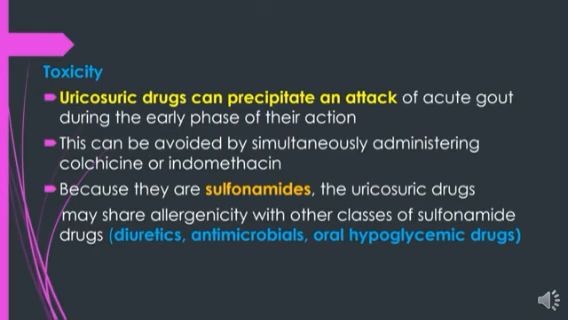 Toxicity
Uricosuric drugs can precipitate an attack of acute gout
during the early phase of their action
This can be avoided by simultaneously administering
colchicine or indomethacin
Because they are sulfonamides, the uricosuric drugs
may share allergenicity with other classes of sulfonamide
drugs (diuretics, antimicrobials, oral hypoglycemic drugs)